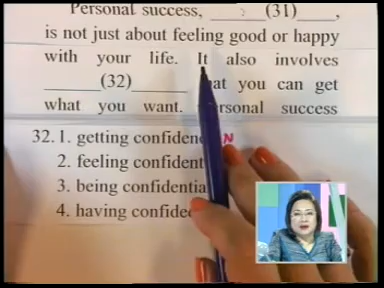 Personal success, ______(31)______,
is not just about feeling good or happy
with your life. It also involves
______(32)______ that you can get
what you want. Personal success
32. 1. getting confidence N
2. feeling confident
3. being confidential
4. having confided